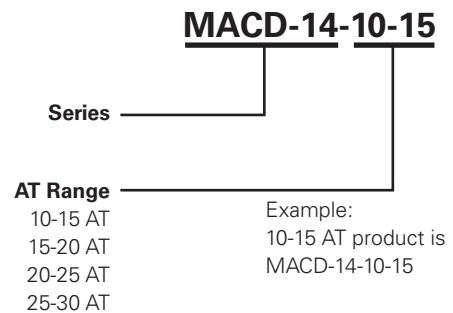 MACD-14-10-15
Series
AT Range
10-15 AT
15-20 AT
20-25 AT
25-30 AT
Example:
10-15 AT product is
MACD-14-10-15